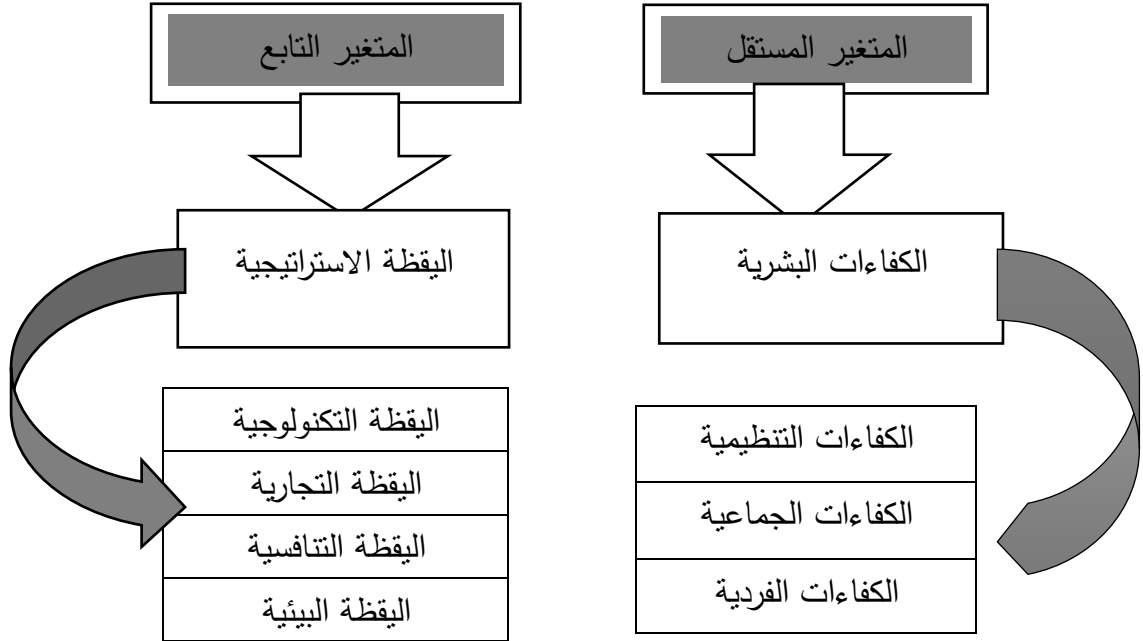 المتغير المستقل
المتغير التابع
الكفاءات البشرية
اليقظة الاستراتيجية
الكفاءات التنظيمية
الكفاءات الجماعية
الكفاءات الفردية
اليقظة التكنولوجية
اليقظة التجارية
اليقظة التنافسية
اليقظة البيئية